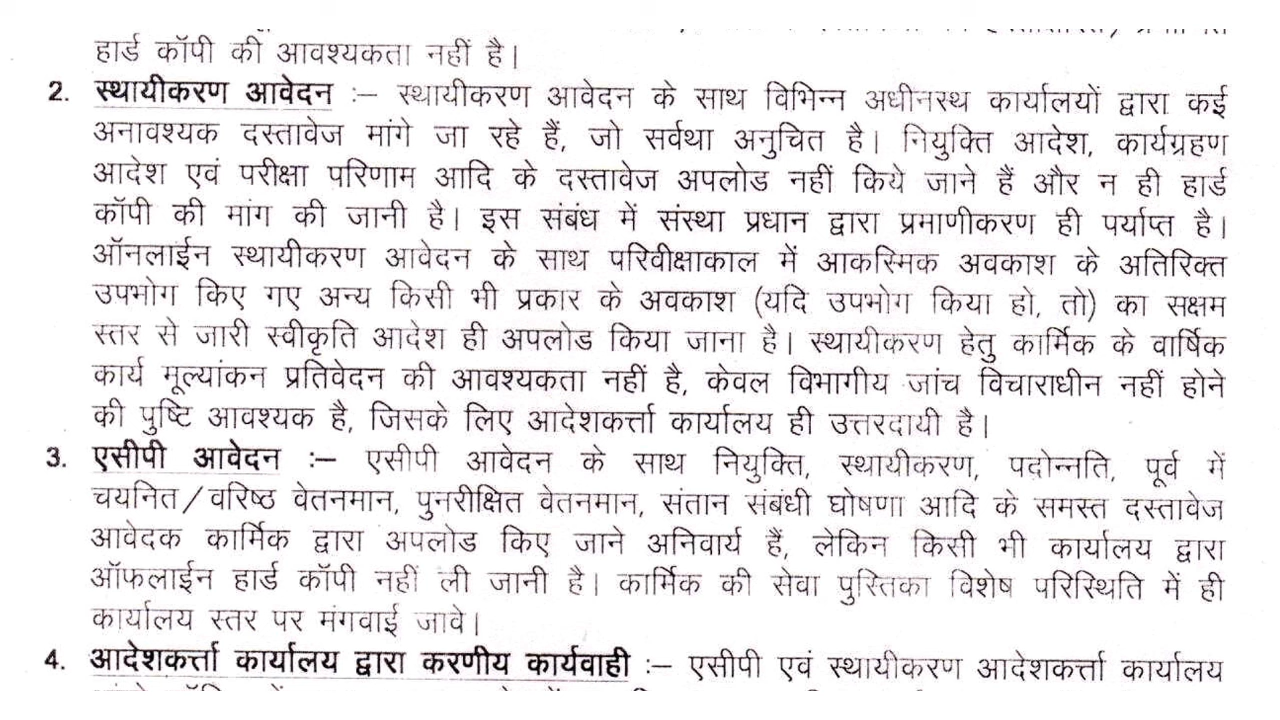 हार्ड कॉपी की आवश्यकता नहीं है।
2. स्थायीकरण आवेदन :– स्थायीकरण आवेदन के साथ विभिन्न अधीनस्थ कार्यालयों द्वारा कई
अनावश्यक दस्तावेज मांगे जा रहे हैं, जो सर्वथा अनुचित है। नियुक्ति आदेश, कार्यग्रहण
आदेश एवं परीक्षा परिणाम आदि के दस्तावेज अपलोड नहीं किये जाने हैं और न ही हार्ड
कॉपी की मांग की जानी है। इस संबंध में संस्था प्रधान द्वारा प्रमाणीकरण ही पर्याप्त है।
ऑनलाईन स्थायीकरण आवेदन के साथ परिवीक्षाकाल में आकस्मिक अवकाश के अतिरिक्त
उपभोग किए गए अन्य किसी भी प्रकार के अवकाश (यदि उपभोग किया हो, तो) का सक्षम
स्तर से जारी स्वीकृति आदेश ही अपलोड किया जाना है। स्थायीकरण हेतु कार्मिक के वार्षिक
कार्य मूल्यांकन प्रतिवेदन की आवश्यकता नहीं है, केवल विभागीय जांच विचाराधीन नहीं होने
की पुष्टि आवश्यक है, जिसके लिए आदेशकर्त्ता कार्यालय ही उत्तरदायी है।
3. एसीपी आवेदन :– एसीपी आवेदन के साथ नियुक्ति, स्थायीकरण, पदोन्नति, पूर्व में
चयनित/वरिष्ठ वेतनमान, पुनरीक्षित वेतनमान, संतान संबंधी घोषणा आदि के समस्त दस्तावेज
आवेदक कार्मिक द्वारा अपलोड किए जाने अनिवार्य हैं, लेकिन किसी भी कार्यालय द्वारा
ऑफलाईन हार्ड कॉपी नहीं ली जानी है। कार्मिक की सेवा पुस्तिका विशेष परिस्थिति में ही
कार्यालय स्तर पर मंगवाई जावे।
4. आदेशकर्त्ता कार्यालय द्वारा करणीय कार्यवाही :– एसीपी एवं स्थायीकरण आदेशकर्त्ता कार्यालय